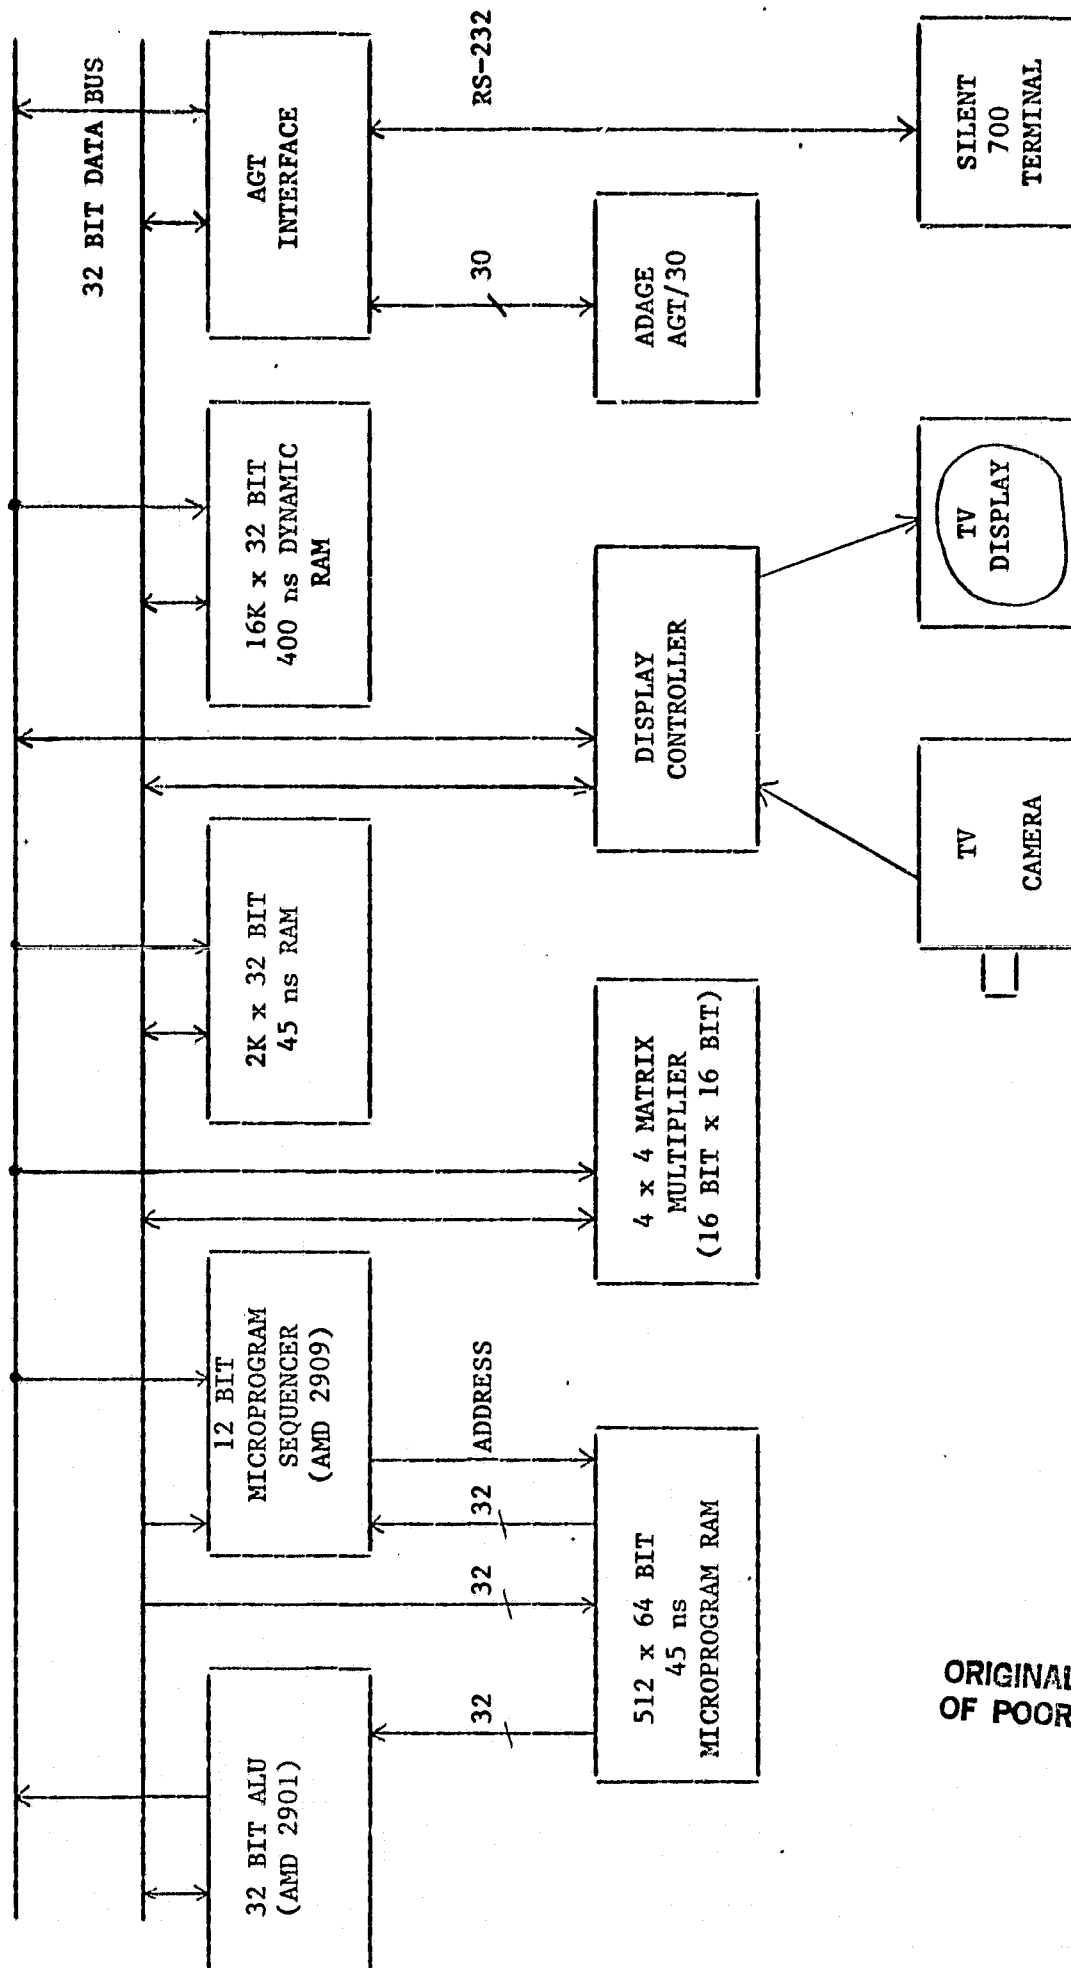 32 BIT DATA BUS
32 BIT ALU
(AMD 2901)
12 BIT
MICROPROGRAM
SEQUENCER
(AMD 2909)
2K x 32 BIT
45 ns RAM
16K x 32 BIT
400 ns DYNAMIC
RAM
AGT
INTERFACE
32
32
32
ADDRESS
30
RS-232
512 x 64 BIT
45 ns
MICROPROGRAM RAM
4 x 4 MATRIX
MULTIPLIER
(16 BIT x 16 BIT)
DISPLAY
CONTROLLER
ADAGE
AGT/30
TV
CAMERA
TV
DISPLAY
SILENT
700
TERMINAL
ORIGINAL
OF POOR